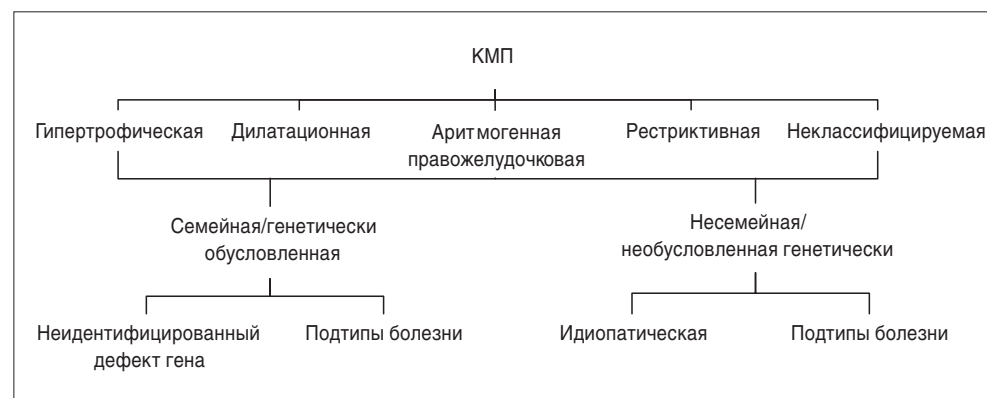 КМП
Гипертрофическая
Дилатационная
Аритмогенная
правожелудочковая
Рестриктивная
Неклассифицируемая
Семейная/генетически
обусловленная
Несемейная/
необусловленная генетически
Неидентифицированный
дефект гена
Подтипы болезни
Идиопатическая
Подтипы болезни